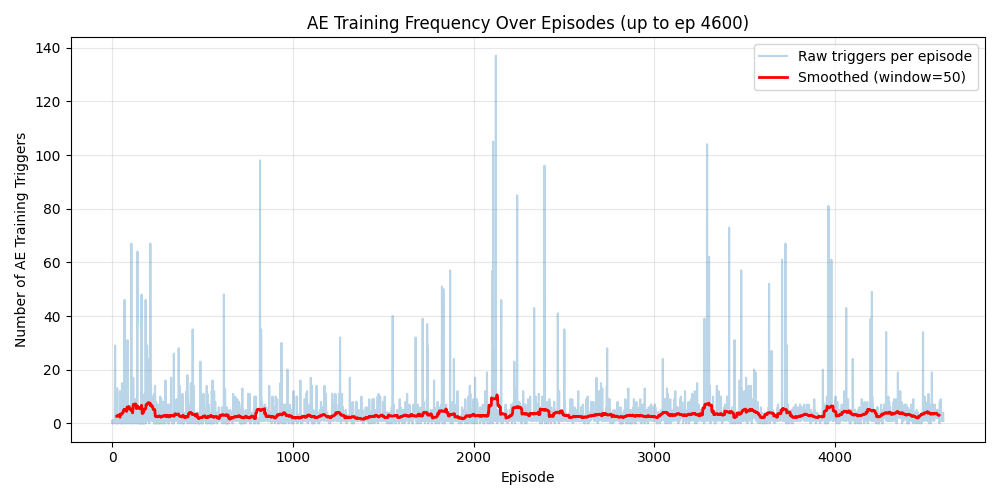 AE Training Frequency Over Episodes (up to ep 4600)
Raw triggers per episode
Smoothed (window=50)
Number of AE Training Triggers
140
120
100
80
60
40
20
0
0 1000 2000 3000 4000
Episode